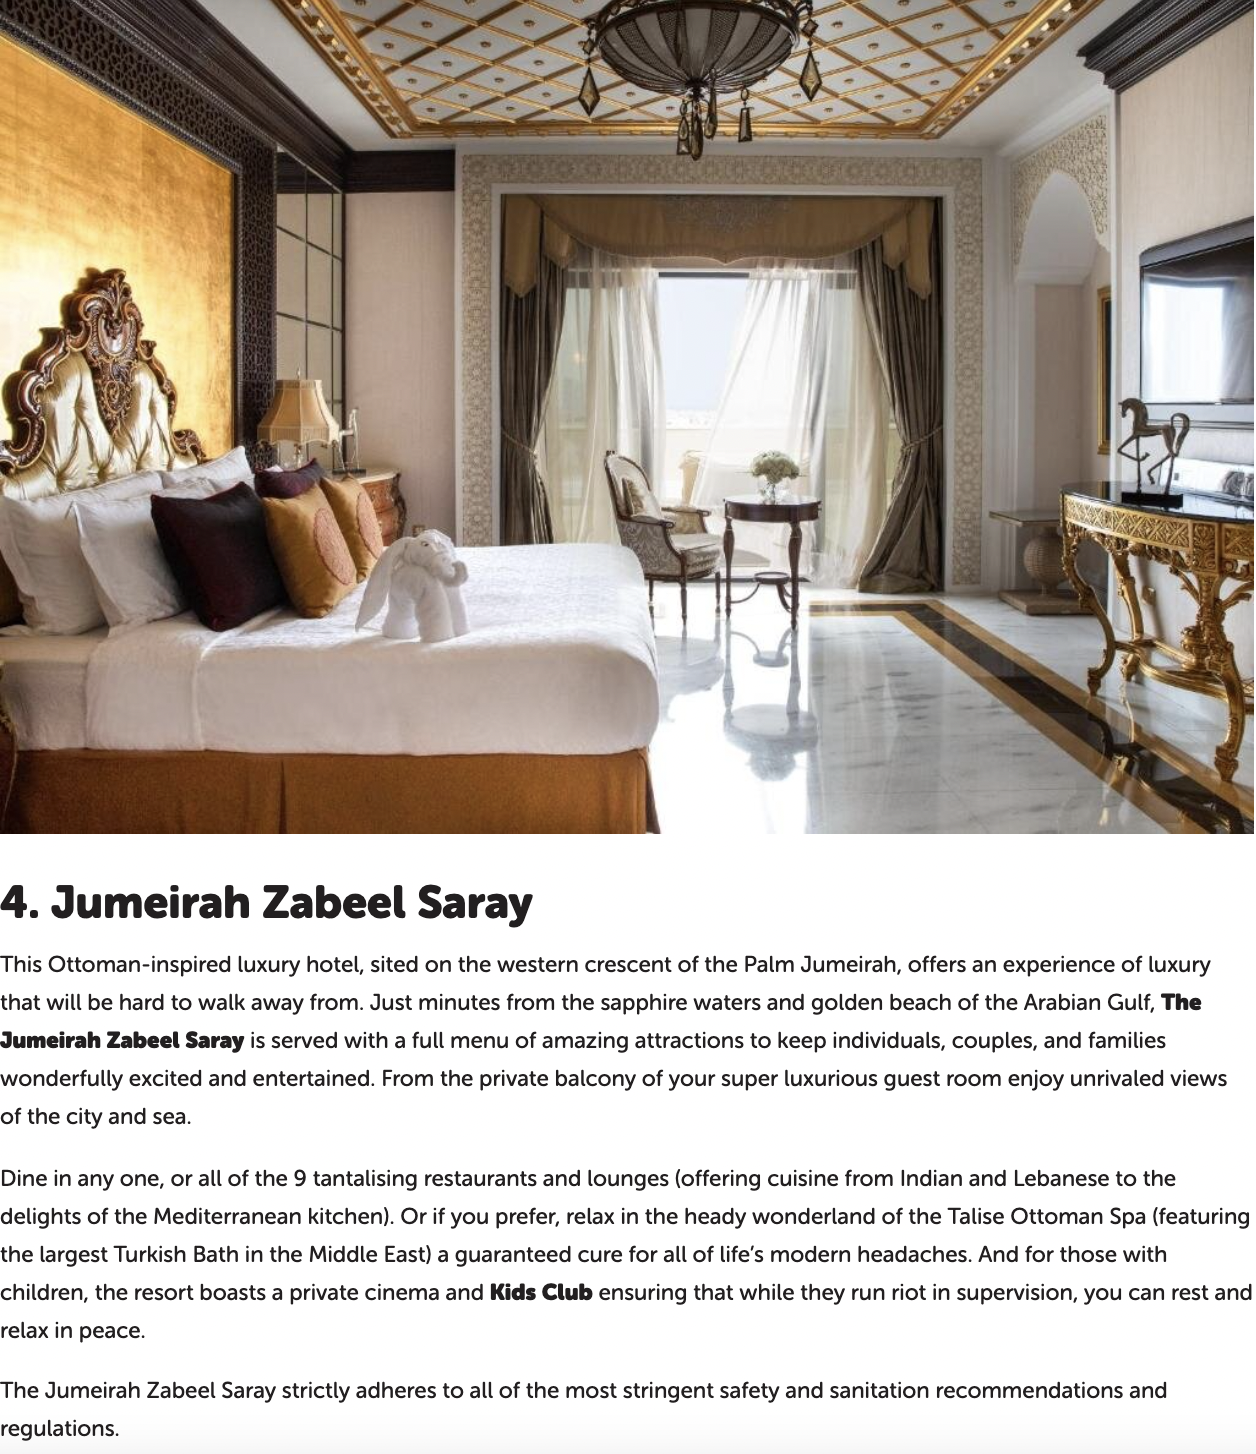 4. Jumeirah Zabeel Saray
This Ottoman-inspired luxury hotel, sited on the western crescent of the Palm Jumeirah, offers an experience of luxury
that will be hard to walk away from. Just minutes from the sapphire waters and golden beach of the Arabian Gulf, The
Jumeirah Zabeel Saray is served with a full menu of amazing attractions to keep individuals, couples, and families
wonderfully excited and entertained. From the private balcony of your super luxurious guest room enjoy unrivaled views
of the city and sea.
Dine in any one, or all of the 9 tantalising restaurants and lounges (offering cuisine from Indian and Lebanese to the
delights of the Mediterranean kitchen). Or if you prefer, relax in the heady wonderland of the Talise Ottoman Spa (featuring
the largest Turkish Bath in the Middle East) a guaranteed cure for all of life’s modern headaches. And for those with
children, the resort boasts a private cinema and Kids Club ensuring that while they run riot in supervision, you can rest and
relax in peace.
The Jumeirah Zabeel Saray strictly adheres to all of the most stringent safety and sanitation recommendations and
regulations.